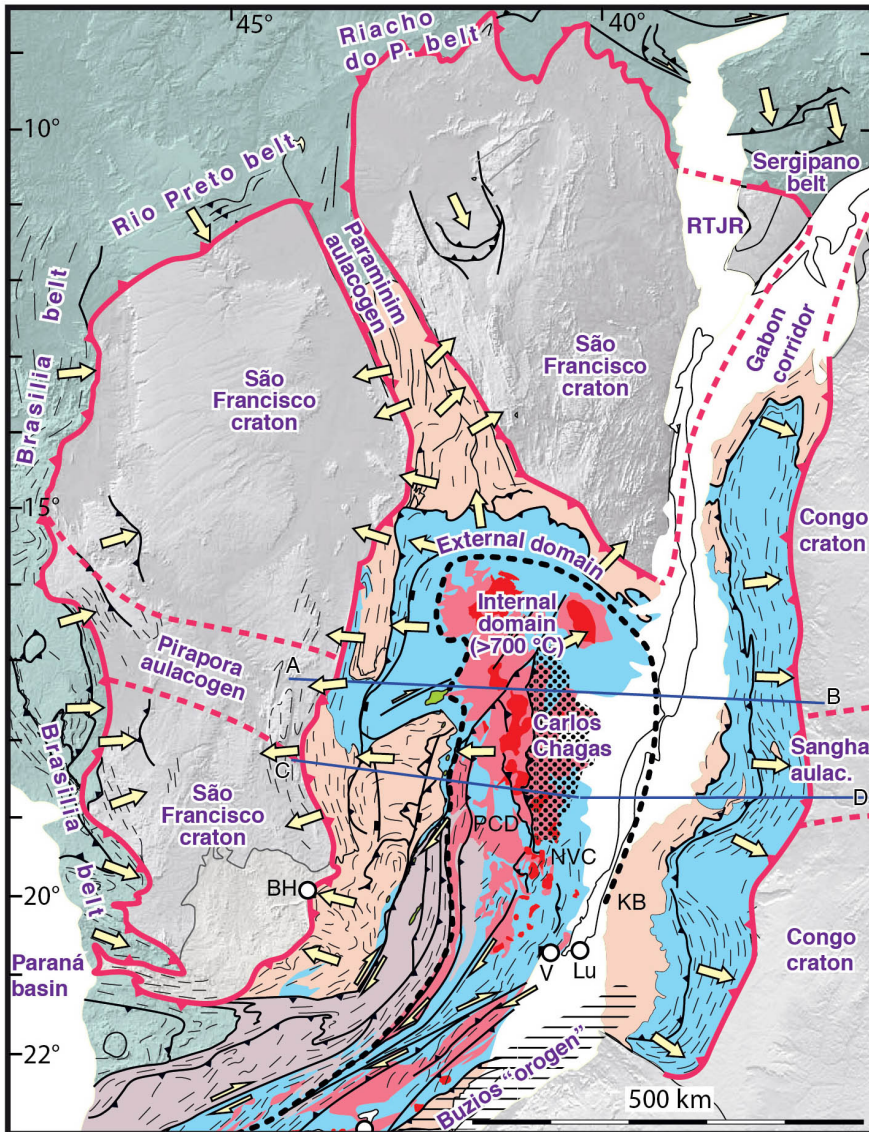 45°
40°
Riacho
do P. belt
10°
Sergipano
belt
Rio Preto belt
RTJR
Paramirim
aulacogen
Gabon
corridor
Brasília belt
São
Francisco
craton
São
Francisco
craton
15°
Congo
craton
External domain
Internal
domain
(>700 °C)
Pirapora
aulacogen
A
B
Carlos
Chagas
Sangha
aulac.
Brasília belt
C
D
São
Francisco
craton
PCD
NVC
20°
BH
KB
V
Lu
Paraná
basin
Congo
craton
22°
Buzios "orogen"
500 km